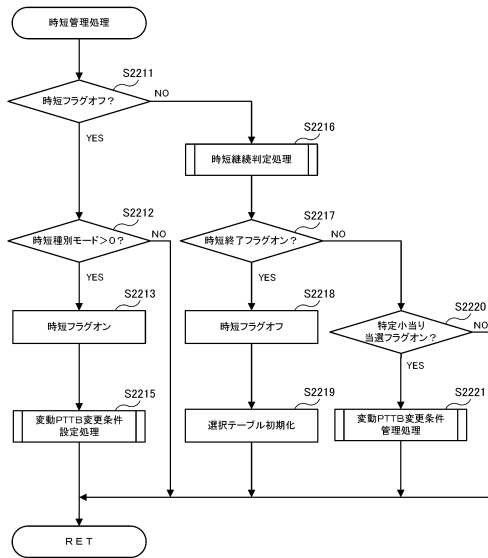 時短管理処理
S2211
時短フラグオフ？
NO
YES
S2216
時短継続判定処理
S2212
時短種別モード＞0？
NO
YES
S2217
時短終了フラグオン？
NO
YES
S2213
時短フラグオン
S2218
時短フラグオフ
S2220
特定小当り
当選フラグオン？
NO
YES
S2215
変動PTTB変更条件
設定処理
S2219
選択テーブル初期化
S2221
変動PTTB変更条件
管理処理
RET